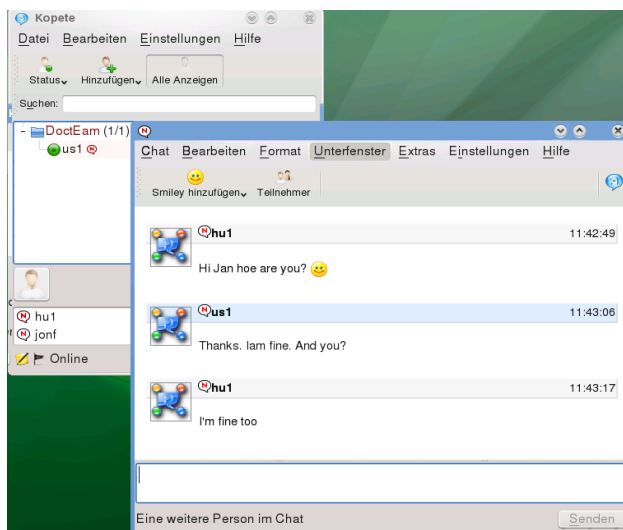 Kopete
Datei Bearbeiten Einstellungen Hilfe
Status Hinzufügen Alle Anzeigen
Suchen:
DoctEam (1/1)
us1
hu1
jonf
Online
Chat Bearbeiten Format Unterfenster Extras Einstellungen Hilfe
Smiley hinzufügen Teilnehmer
hu1 11:42:49
Hi Jan hoe are you?
us1 11:43:06
Thanks. Iam fine. And you?
hu1 11:43:17
I'm fine too
Eine weitere Person im Chat
Senden